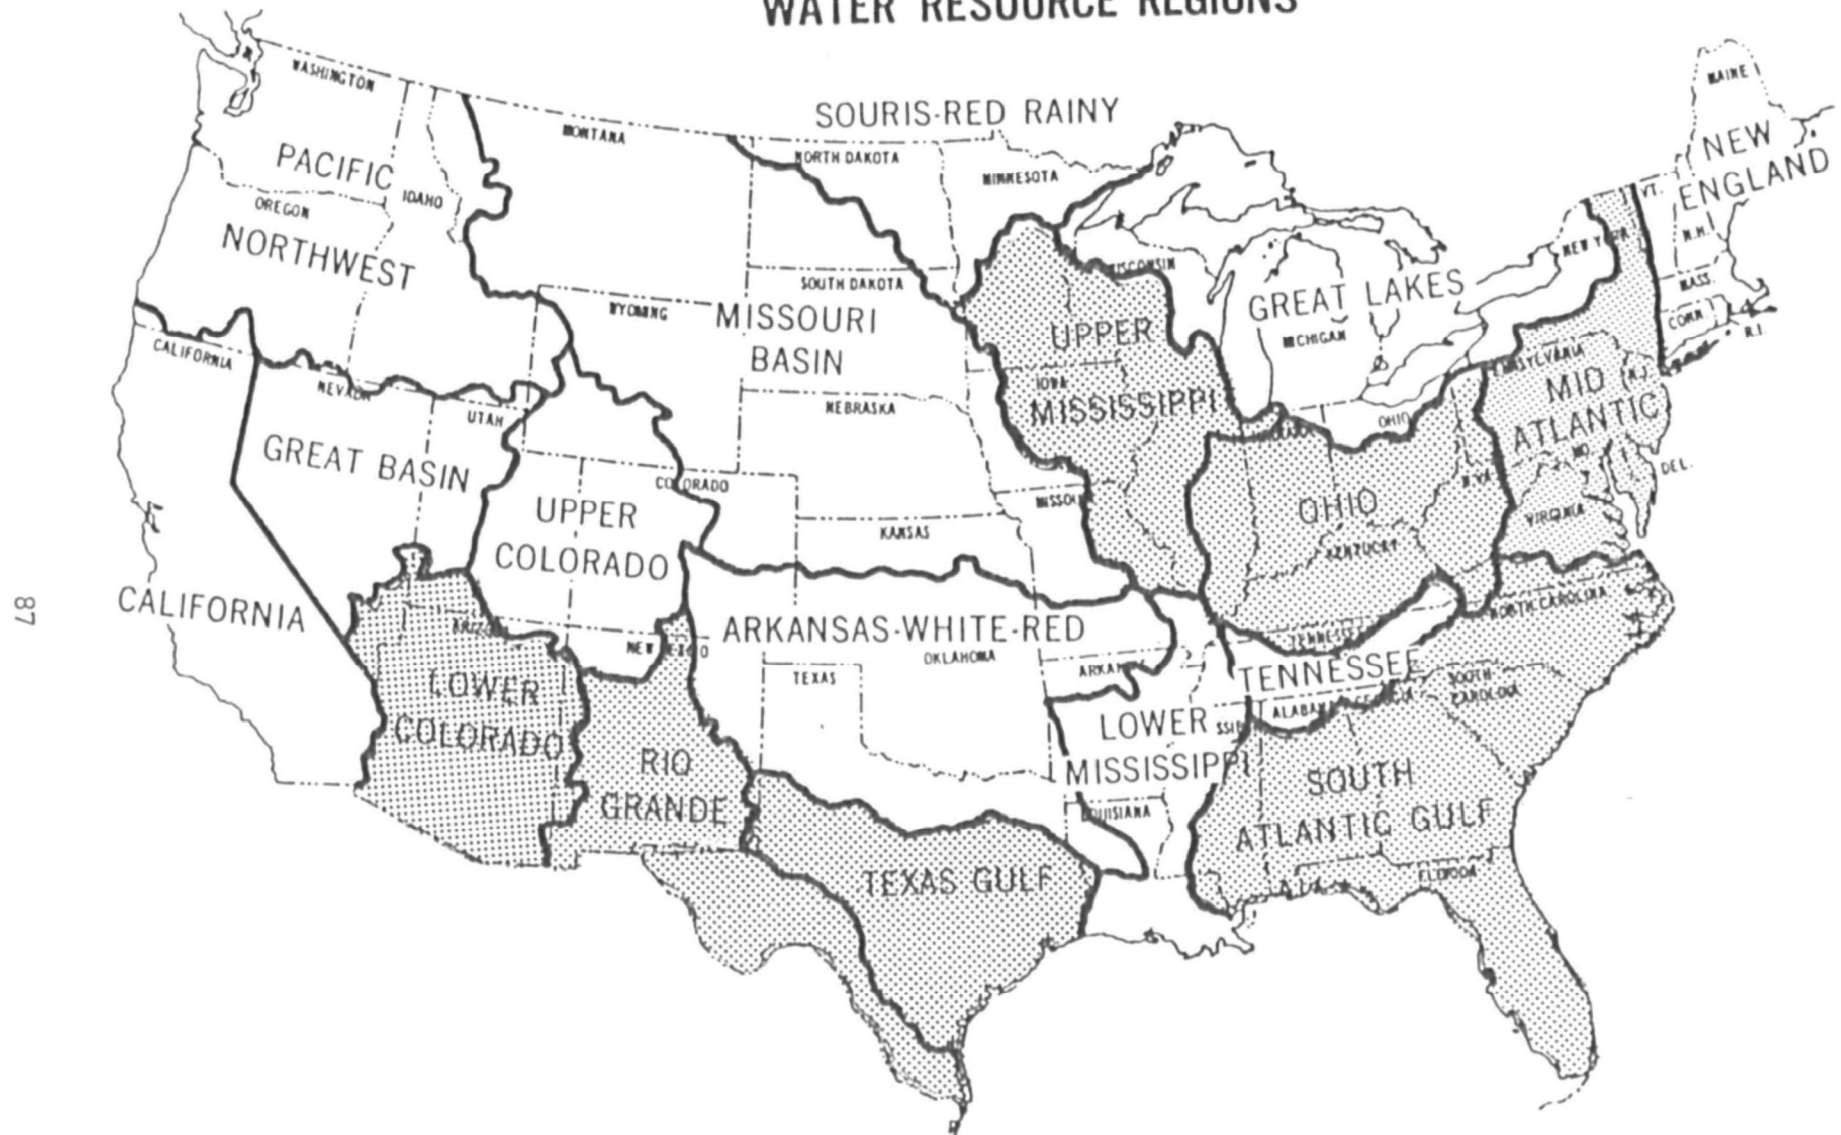 WATER RESOURCE REGIONS
MAINE
WASHINGTON
SOURIS-RED RAINY
MONTANA
NORTH DAKOTA
MINNESOTA
NEW
ENGLAND
VT.
N.H.
MASS.
CONN
R.I.
PACIFIC
NORTHWEST
IDAHO
OREGON
NEW YORK
WISCONSIN
SOUTH DAKOTA
GREAT LAKES
MICHIGAN
WYOMING
MISSOURI
BASIN
UPPER
MISSISSIPPI
IOWA
CALIFORNIA
NEVADA
UTAH
NEBRASKA
OHIO
MID
ATLANTIC
N.J.
MD.
DEL.
W.VA.
VIRGINIA
GREAT BASIN
COLORADO
UPPER
COLORADO
KANSAS
OHIO
KENTUCKY
87
CALIFORNIA
ARKANSAS-WHITE-RED
OKLAHOMA
TEXAS
NORTH CAROLINA
TENNESSEE
TENNESSEE
SOUTH
CAROLINA
LOWER
COLORADO
RIO
GRANDE
LOWER
MISSISSIPPI
ALABAMA
LOUISIANA
SOUTH
ATLANTIC GULF
TEXAS GULF
FLORIDA